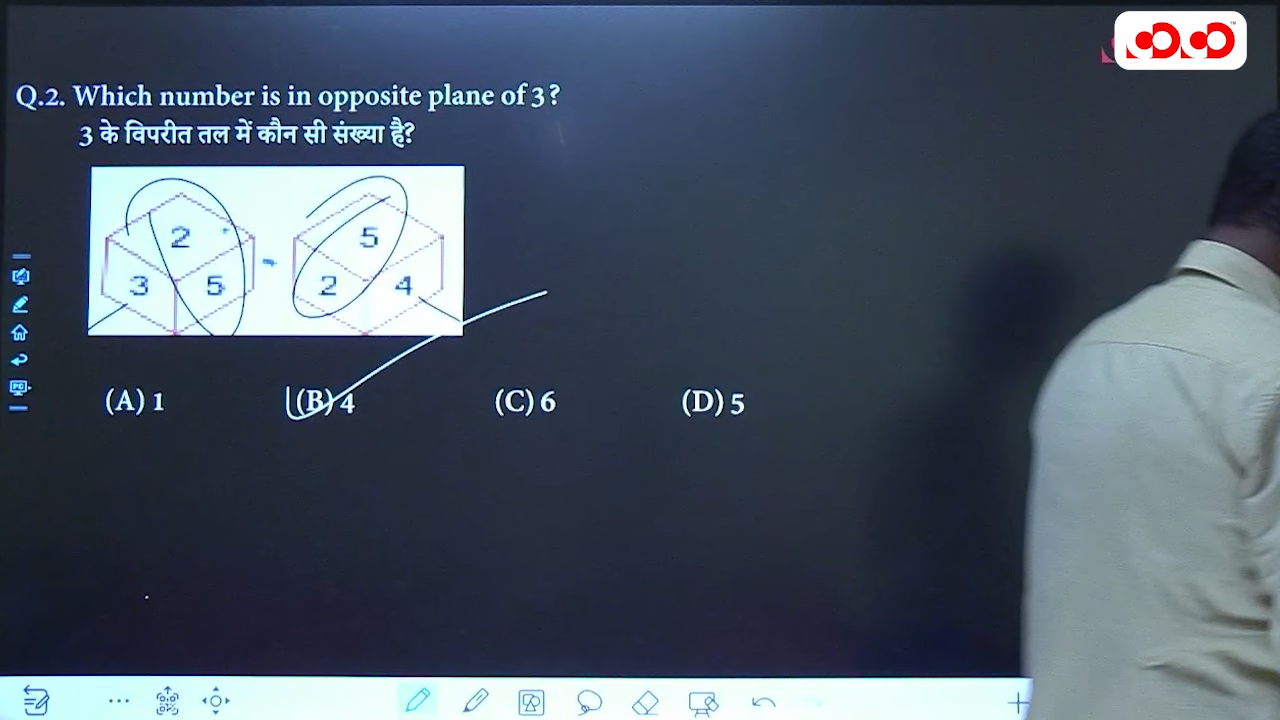 Q.2. Which number is in opposite plane of 3?
3 के विपरीत तल में कौन सी संख्या है?
2 5
3 5 2 4
(A) 1 (B) 4 (C) 6 (D) 5